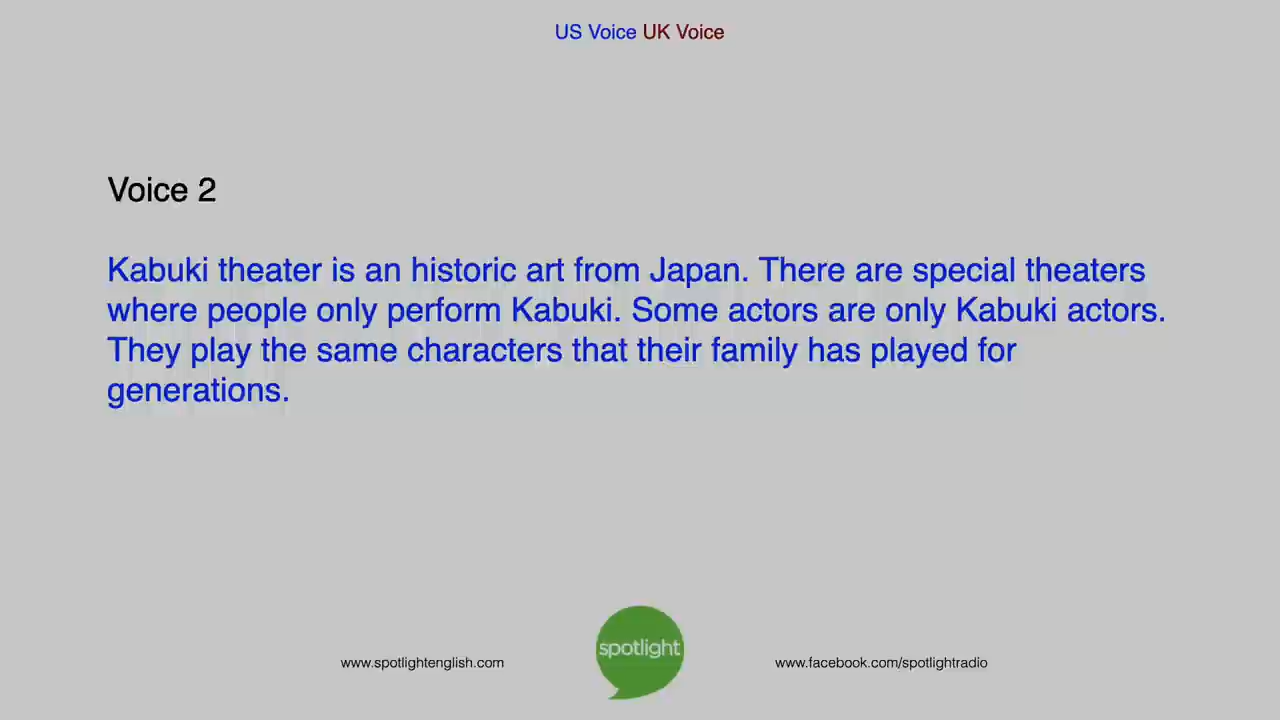 US Voice UK Voice
Voice 2
Kabuki theater is an historic art from Japan. There are special theaters
where people only perform Kabuki. Some actors are only Kabuki actors.
They play the same characters that their family has played for
generations.
spotlight
www.spotlightenglish.com
www.facebook.com/spotlightradio